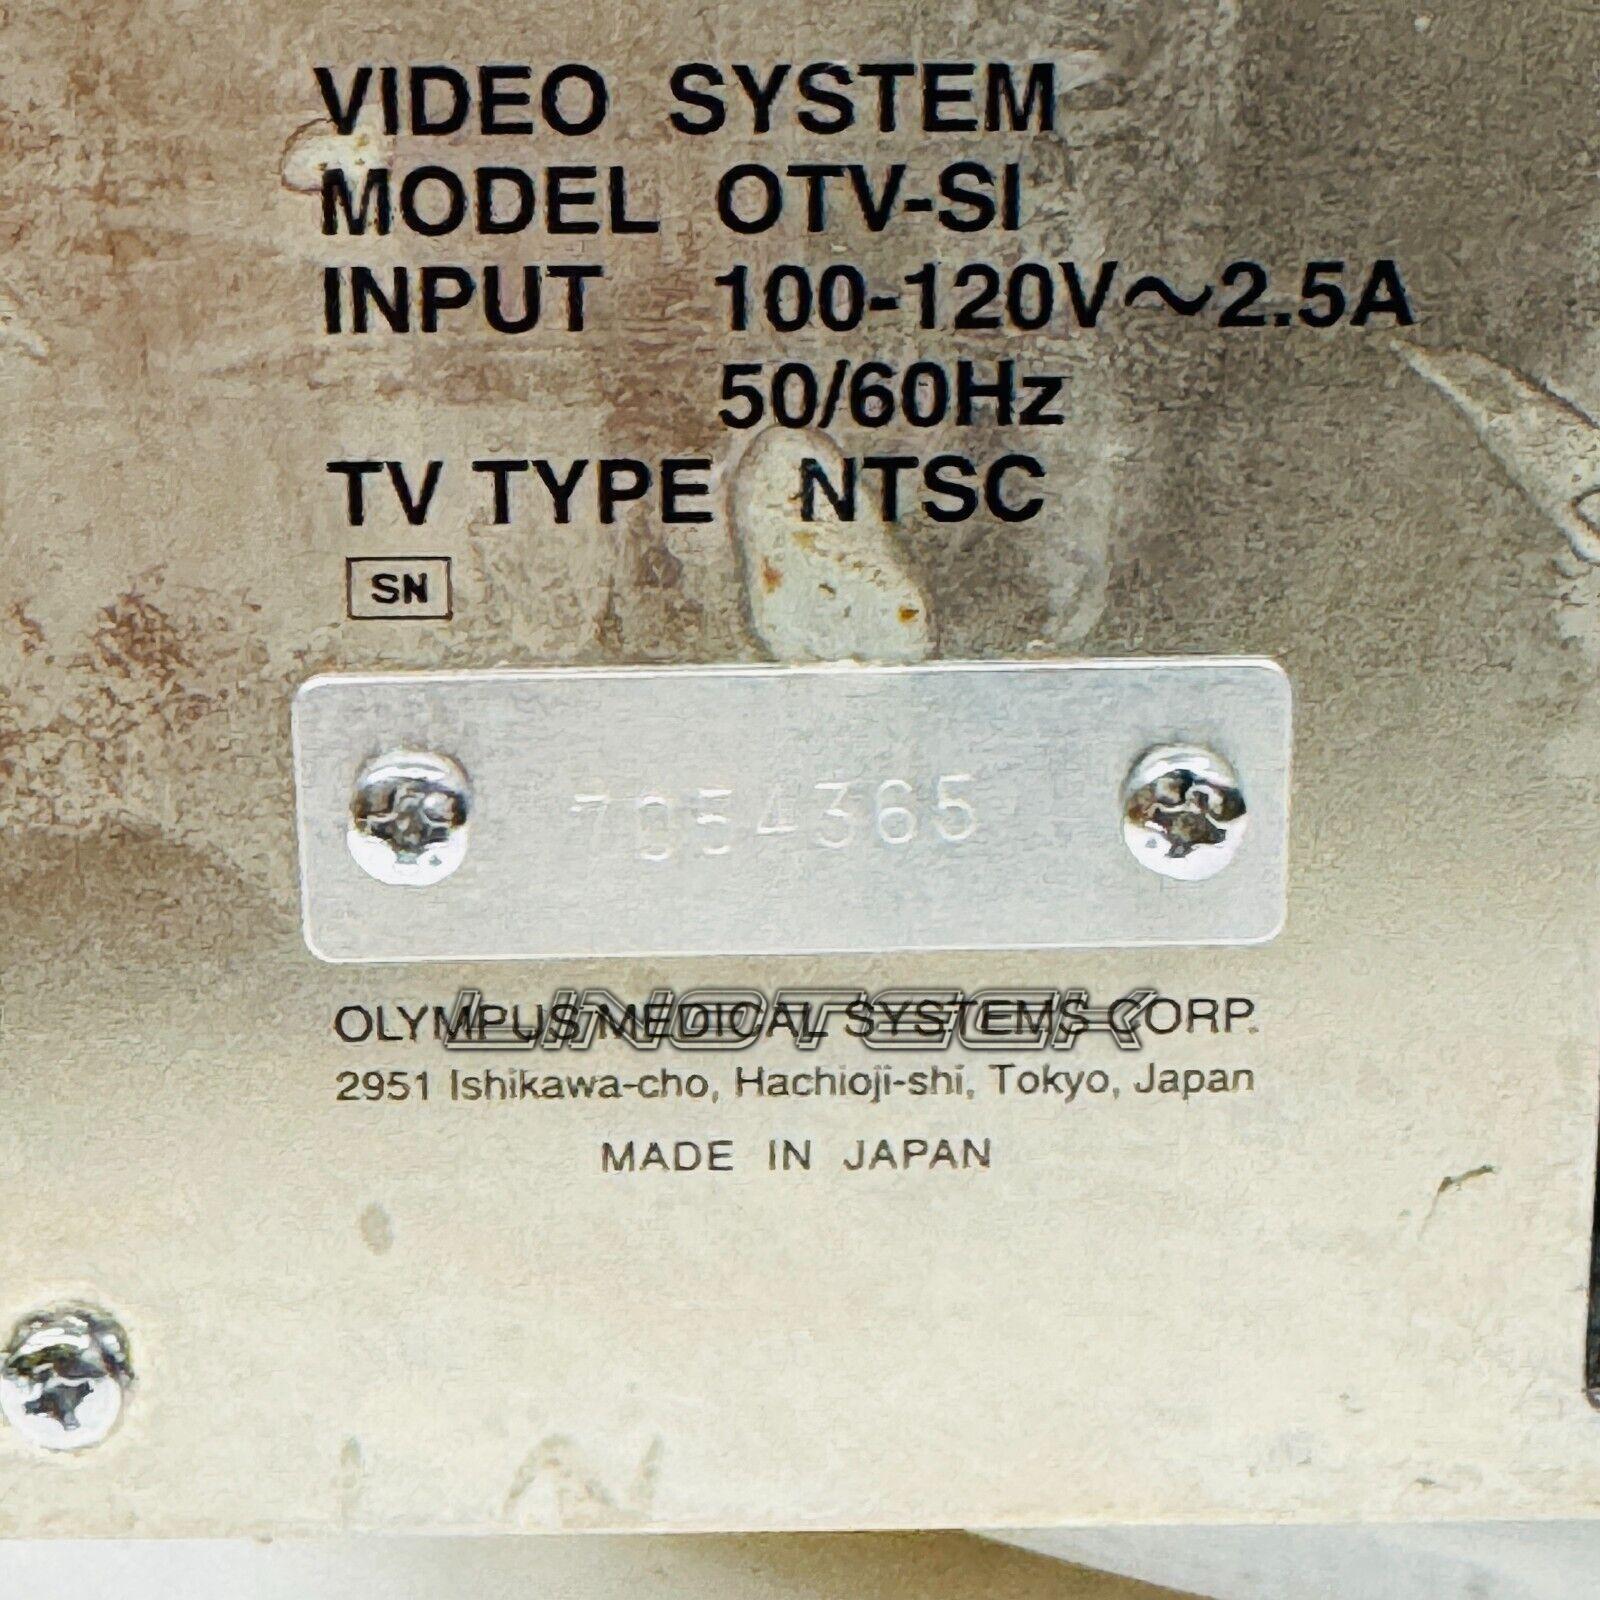 VIDEO SYSTEM
MODEL OTV-SI
INPUT 100-120V～2.5A
50/60Hz
TV TYPE NTSC
SN
7054365
OLYMPUS MEDICAL SYSTEMS CORP.
LINOTECK
2951 Ishikawa-cho, Hachioji-shi, Tokyo, Japan
MADE IN JAPAN